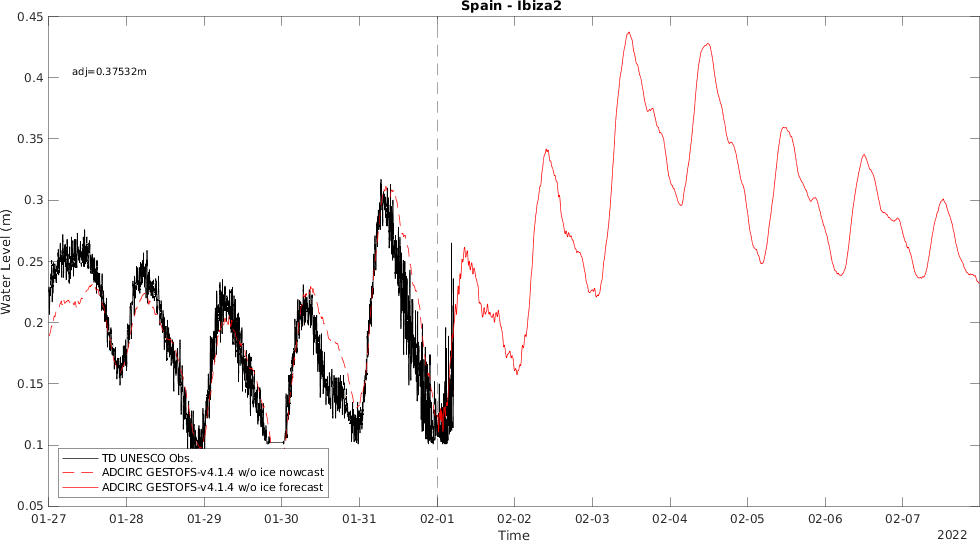 Spain - Ibiza2
0.45
0.4
0.35
0.3
0.25
0.2
0.15
0.1
0.05
Water Level (m)
adj=0.37532m
TD UNESCO Obs.
ADCIRC GESTOFS-v4.1.4 w/o ice nowcast
ADCIRC GESTOFS-v4.1.4 w/o ice forecast
01-27 01-28 01-29 01-30 01-31 02-01 02-02 02-03 02-04 02-05 02-06 02-07
Time
2022